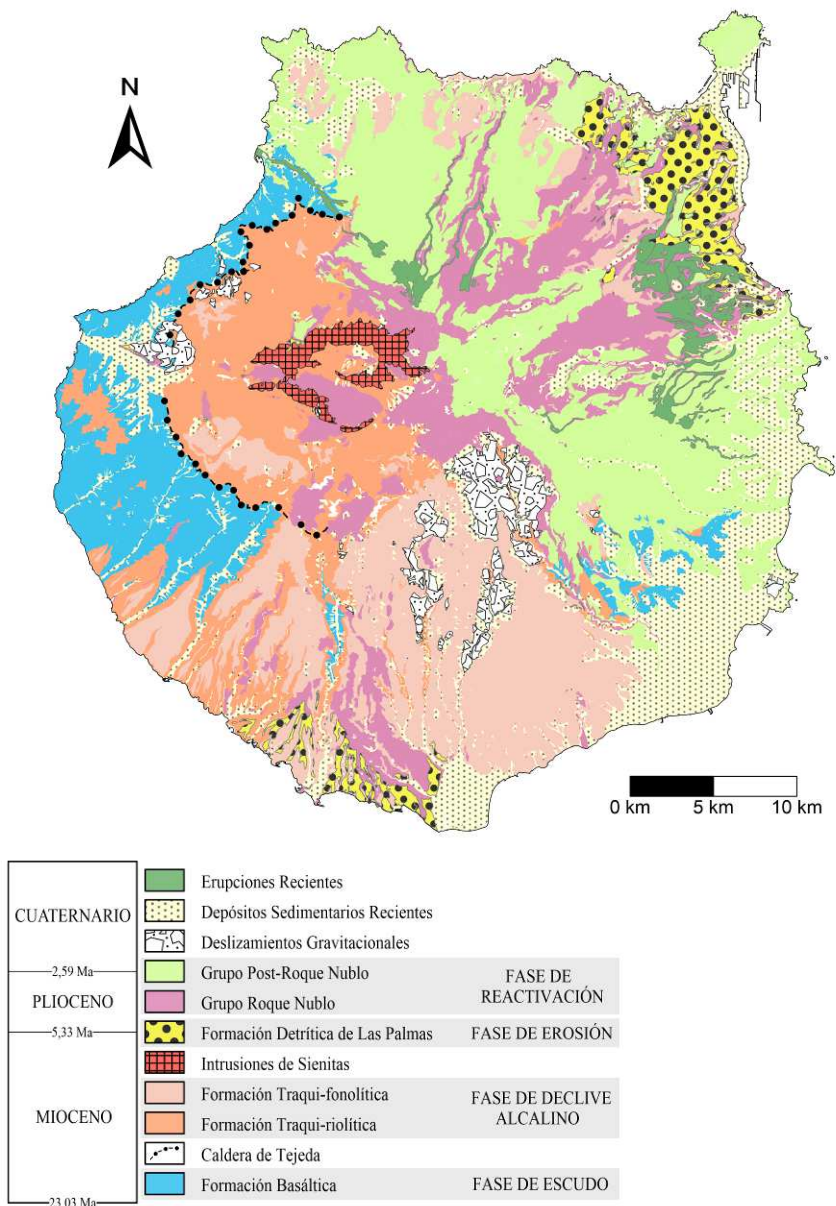 N
0 km 5 km 10 km
CUATERNARIO
2,59 Ma
PLIOCENO
5,33 Ma
MIOCENO
23,03 Ma
Erupciones Recientes
Depósitos Sedimentarios Recientes
Deslizamientos Gravitacionales
Grupo Post-Roque Nublo
Grupo Roque Nublo
FASE DE
REACTIVACIÓN
Formación Detrítica de Las Palmas FASE DE EROSIÓN
Intrusiones de Sienitas
Formación Traqui-fonolítica
Formación Traqui-riolítica
FASE DE DECLIVE
ALCALINO
Caldera de Tejeda
Formación Basáltica FASE DE ESCUDO